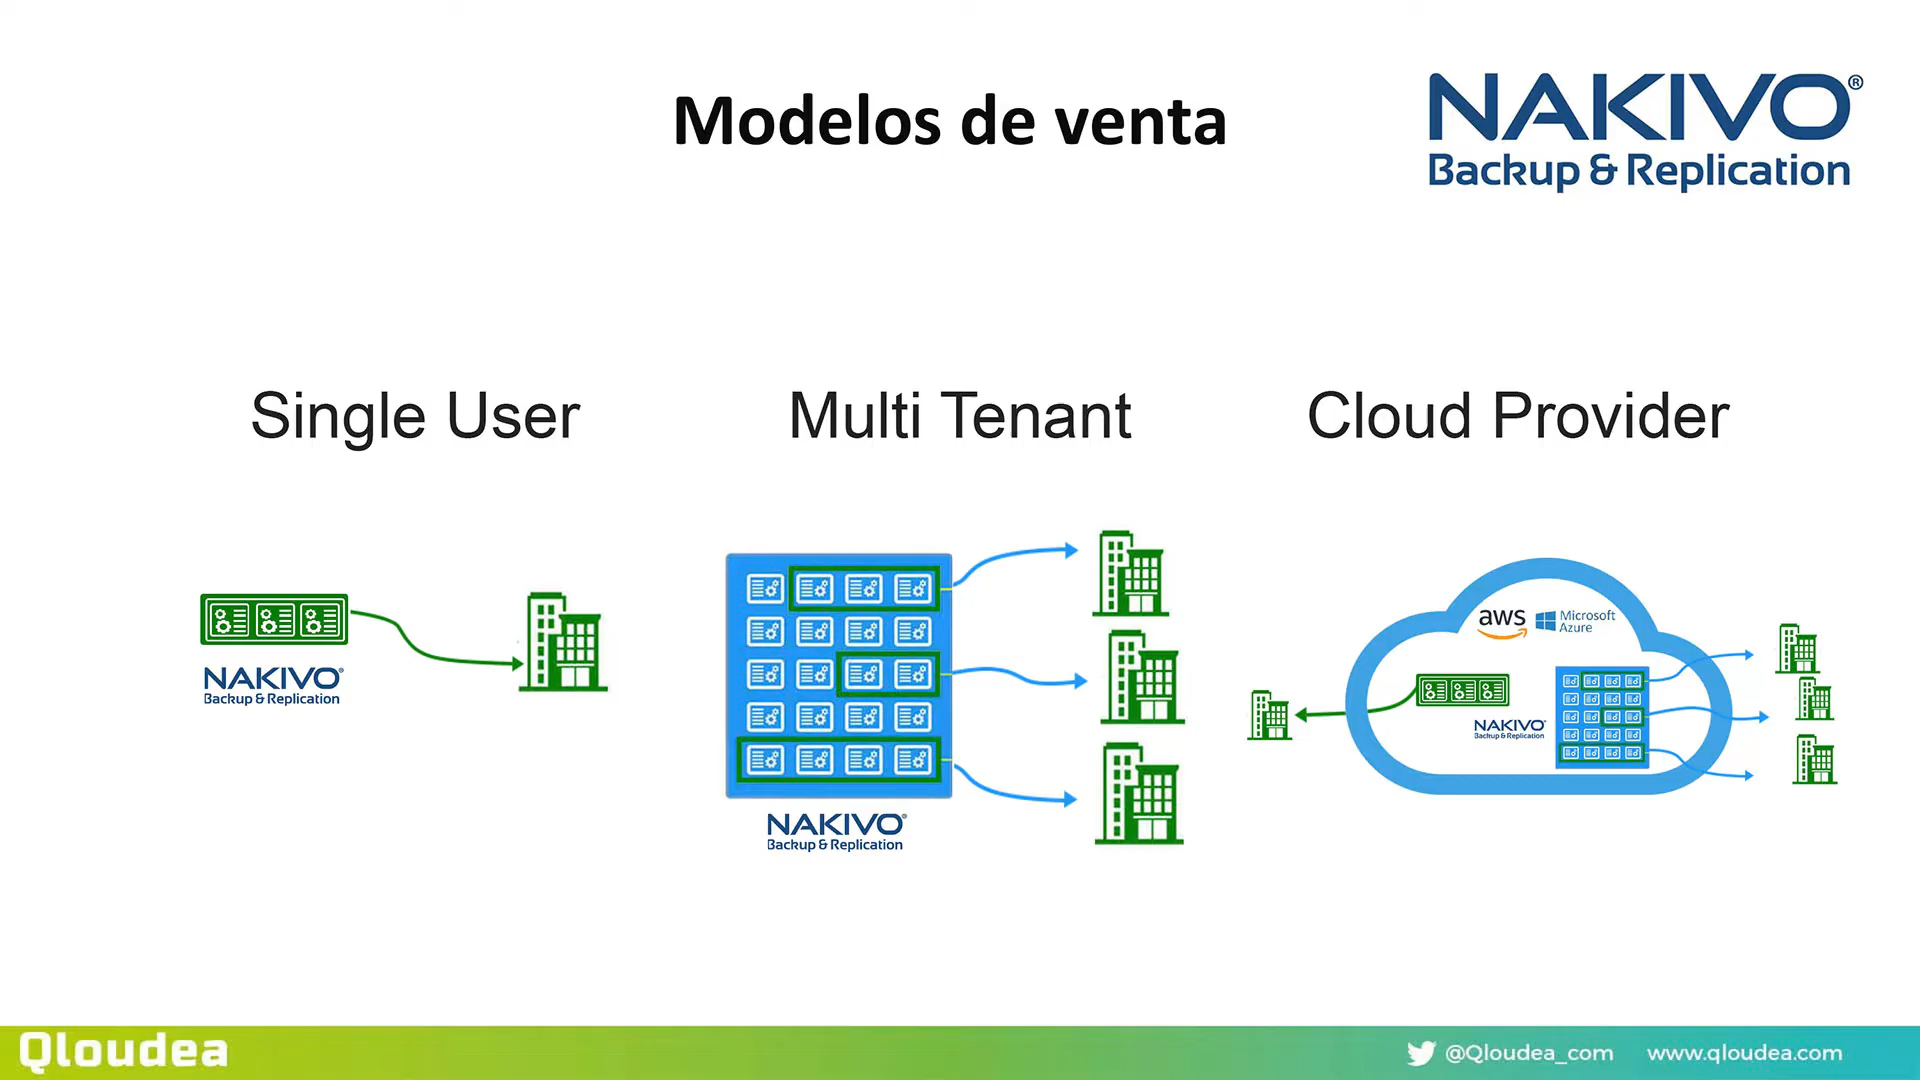 Modelos de venta
NAKIVO®
Backup & Replication
Single User
Multi Tenant
Cloud Provider
NAKIVO®
Backup & Replication
NAKIVO®
Backup & Replication
aws
Microsoft
Azure
NAKIVO®
Backup & Replication
Qloudea
@Qloudea_com
www.qloudea.com